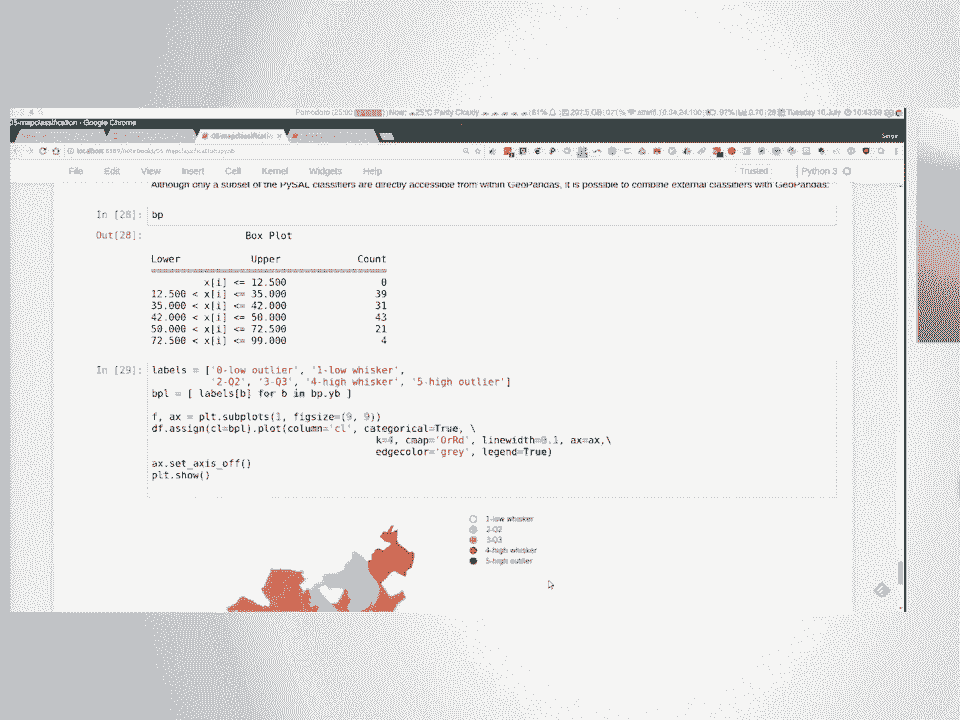 05-mapclassification - Google Chrome
File Edit View Insert Cell Kernel Widgets Help Trusted Python 3
Although only a subset of the PySAL classifiers are directly accessible from within GeoPandas, it is possible to combine external classifiers with GeoPandas:
In [28]: bp
Out[28]: Box Plot
Lower Upper Count
x[i] <= 12.500 0
12.500 < x[i] <= 35.000 39
35.000 < x[i] <= 42.000 31
42.000 < x[i] <= 50.000 43
50.000 < x[i] <= 72.500 21
72.500 < x[i] <= 99.000 4
In [29]: labels = ['0-low outlier', '1-low whisker',
'2-Q2', '3-Q3', '4-high whisker', '5-high outlier']
bpl = [ labels[b] for b in bp.yb ]
f, ax = plt.subplots(1, figsize=(9, 9))
df.assign(cl=bpl).plot(column='cl', categorical=True, \
k=4, cmap='OrRd', linewidth=0.1, ax=ax,\
edgecolor='grey', legend=True)
ax.set_axis_off()
plt.show()
1-low whisker
2-Q2
3-Q3
4-high whisker
5-high outlier